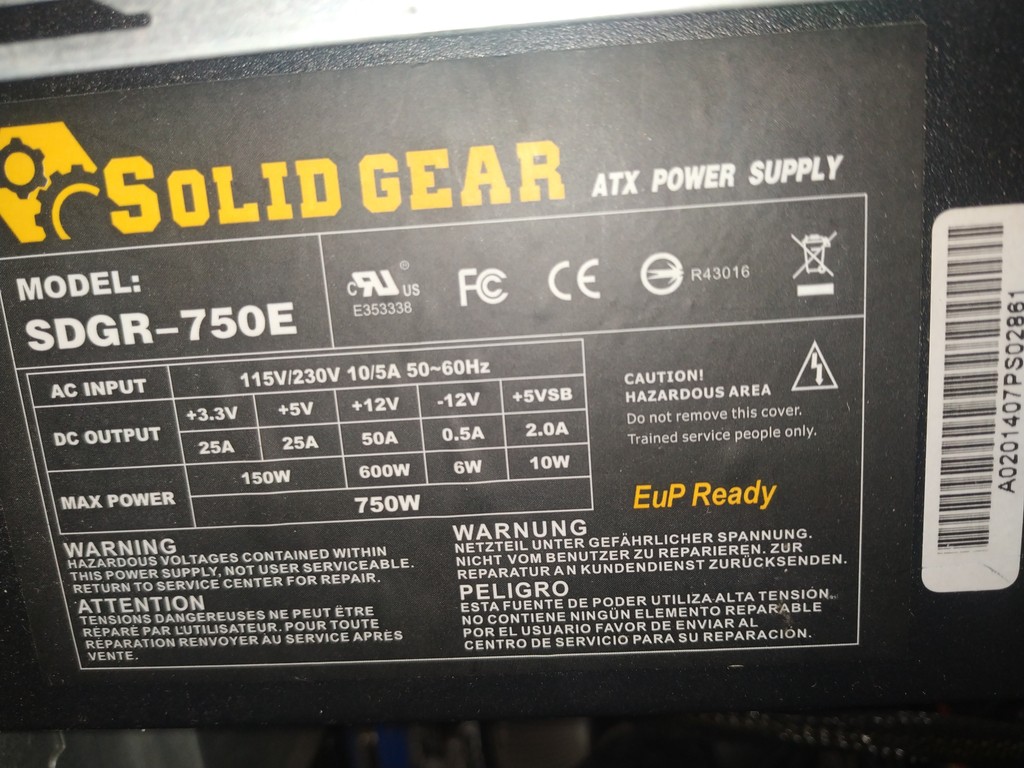 SOLID GEAR ATX POWER SUPPLY
MODEL:
SDGR-750E
C US ®
E353338
FC CE R43016
AC INPUT 115V/230V 10/5A 50~60Hz
DC OUTPUT +3.3V +5V +12V -12V +5VSB
25A 25A 50A 0.5A 2.0A
MAX POWER 150W 600W 6W 10W
750W
CAUTION!
HAZARDOUS AREA
Do not remove this cover.
Trained service people only.
EuP Ready
WARNING
HAZARDOUS VOLTAGES CONTAINED WITHIN
THIS POWER SUPPLY, NOT USER SERVICEABLE.
RETURN TO SERVICE CENTER FOR REPAIR.
ATTENTION
TENSIONS DANGEREUSES NE PEUT ËTRE
RÉPARÉ PAR L'UTILISATEUR. POUR TOUTE
RÉPARATION RENVOYER AU SERVICE APRÈS
VENTE.
WARNUNG
NETZTEIL UNTER GEFÄHRLICHER SPANNUNG.
NICHT VOM BENUTZER ZU REPARIEREN. ZUR
REPARATUR AN KUNDENDIENST ZURÜCKSENDEN.
PELIGRO
ESTA FUENTE DE PODER UTILIZA ALTA TENSIÓN.
NO CONTIENE NINGÚN ELEMENTO REPARABLE
POR EL USUARIO FAVOR DE ENVIAR AL
CENTRO DE SERVICIO PARA SU REPARACIÓN.
A0201407PS02861